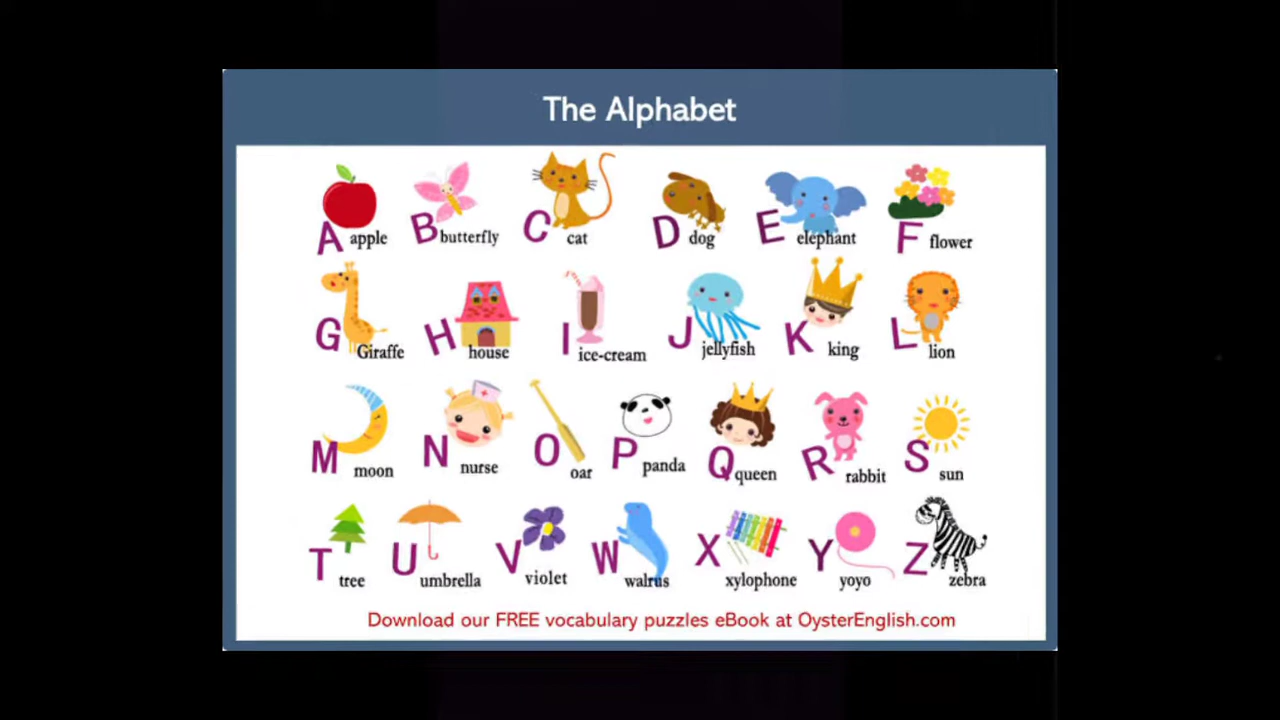 The Alphabet
A apple B butterfly C cat D dog E elephant F flower
G Giraffe H house I ice-cream J jellyfish K king L lion
M moon N nurse O oar P panda Q queen R rabbit S sun
T tree U umbrella V violet W walrus X xylophone Y yoyo Z zebra
Download our FREE vocabulary puzzles eBook at OysterEnglish.com